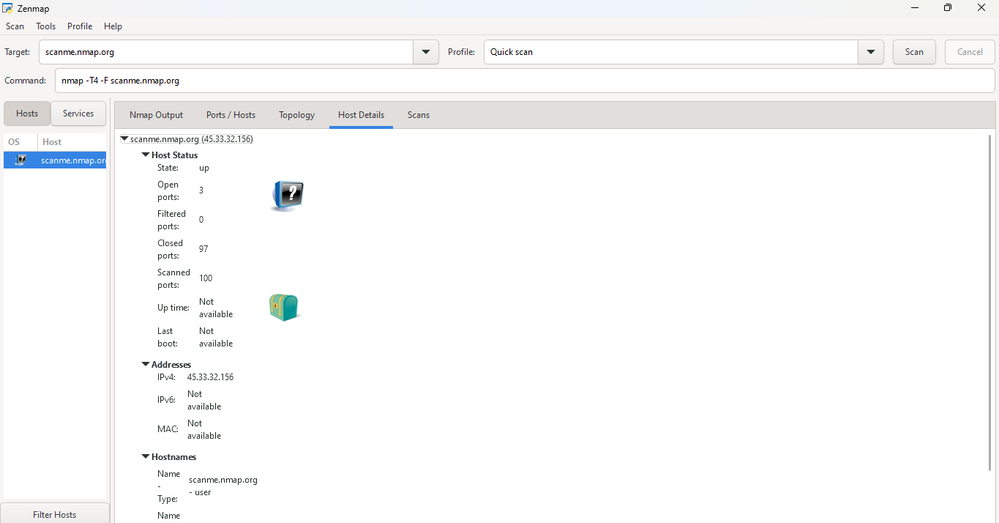 Zenmap
Scan Tools Profile Help
Target: scanme.nmap.org Profile: Quick scan Scan Cancel
Command: nmap -T4 -F scanme.nmap.org
Hosts Services
Nmap Output Ports / Hosts Topology Host Details Scans
OS Host
scanme.nmap.or
scanme.nmap.org (45.33.32.156)
Host Status
State: up
Open
ports: 3
Filtered
ports: 0
Closed
ports: 97
Scanned
ports: 100
Up time: Not
available
Last Not
boot: available
Addresses
IPv4: 45.33.32.156
IPv6: Not
available
MAC: Not
available
Hostnames
Name
-
Type:
scanme.nmap.org
- user
Name
Filter Hosts